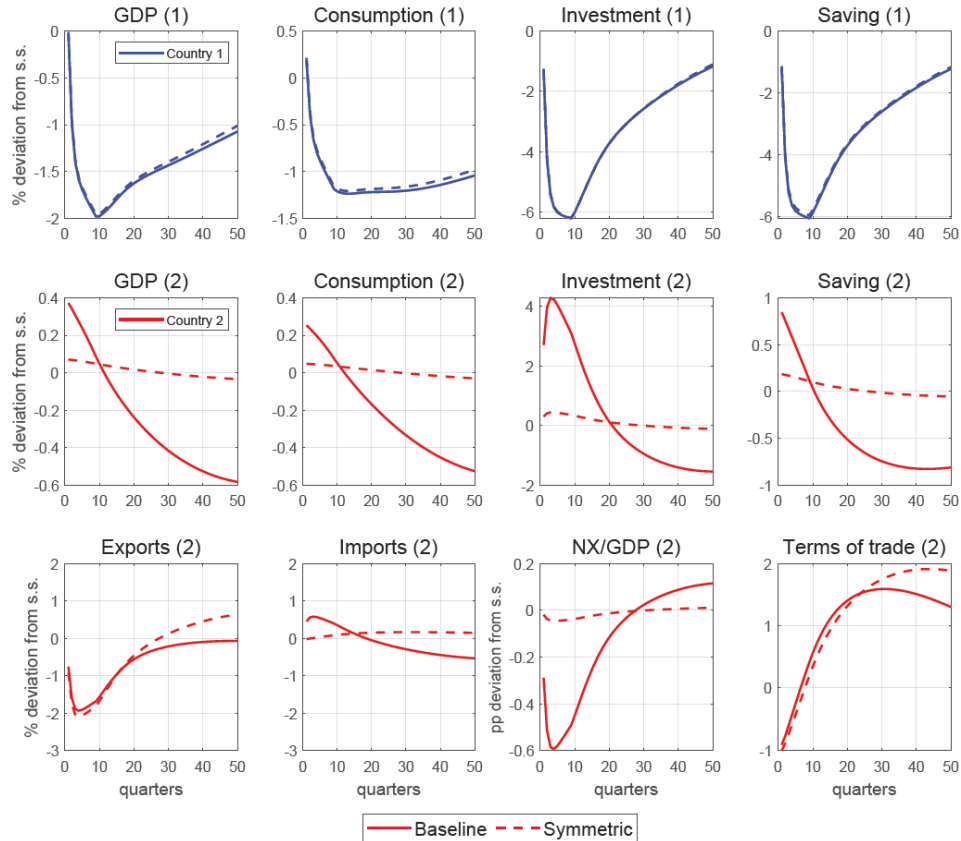 GDP (1) Consumption (1) Investment (1) Saving (1)
% deviation from s.s.
0
-0.5
-1
-1.5
-2
0 10 20 30 40 50
Country 1
0.5
0
-0.5
-1
-1.5
0 10 20 30 40 50
0
-2
-4
-6
0 10 20 30 40 50
0
-2
-4
-6
0 10 20 30 40 50
GDP (2) Consumption (2) Investment (2) Saving (2)
% deviation from s.s.
0.4
0.2
0
-0.2
-0.4
-0.6
0 10 20 30 40 50
Country 2
0.4
0.2
0
-0.2
-0.4
-0.6
0 10 20 30 40 50
4
2
0
-2
0 10 20 30 40 50
1
0.5
0
-0.5
-1
0 10 20 30 40 50
Exports (2) Imports (2) NX/GDP (2) Terms of trade (2)
% deviation from s.s.
2
1
0
-1
-2
-3
0 10 20 30 40 50
quarters
2
1
0
-1
-2
-3
0 10 20 30 40 50
quarters
pp deviation from s.s.
0.2
0
-0.2
-0.4
-0.6
0 10 20 30 40 50
quarters
2
1
0
-1
0 10 20 30 40 50
quarters
Baseline Symmetric